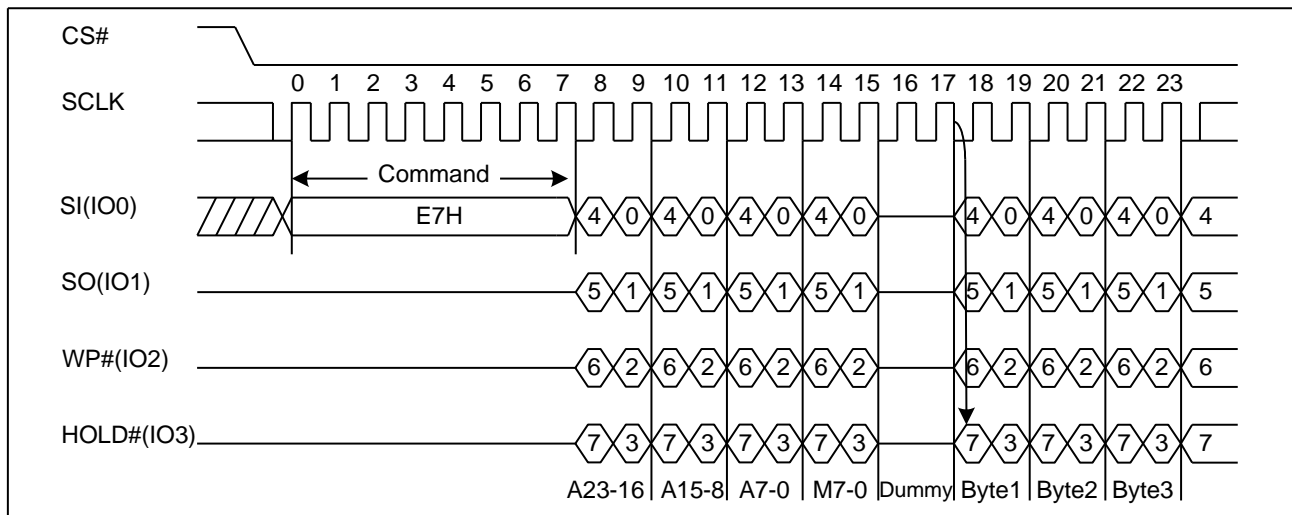 CS#
0 1 2 3 4 5 6 7 8 9 10 11 12 13 14 15 16 17 18 19 20 21 22 23
SCLK
Command
SI(IO0) E7H 4 0 4 0 4 0 4 0 4 0 4 0 4 0 4
SO(IO1) 5 1 5 1 5 1 5 1 5 1 5 1 5 1 5
WP#(IO2) 6 2 6 2 6 2 6 2 6 2 6 2 6 2 6
HOLD#(IO3) 7 3 7 3 7 3 7 3 7 3 7 3 7 3 7
A23-16 A15-8 A7-0 M7-0 Dummy Byte1 Byte2 Byte3